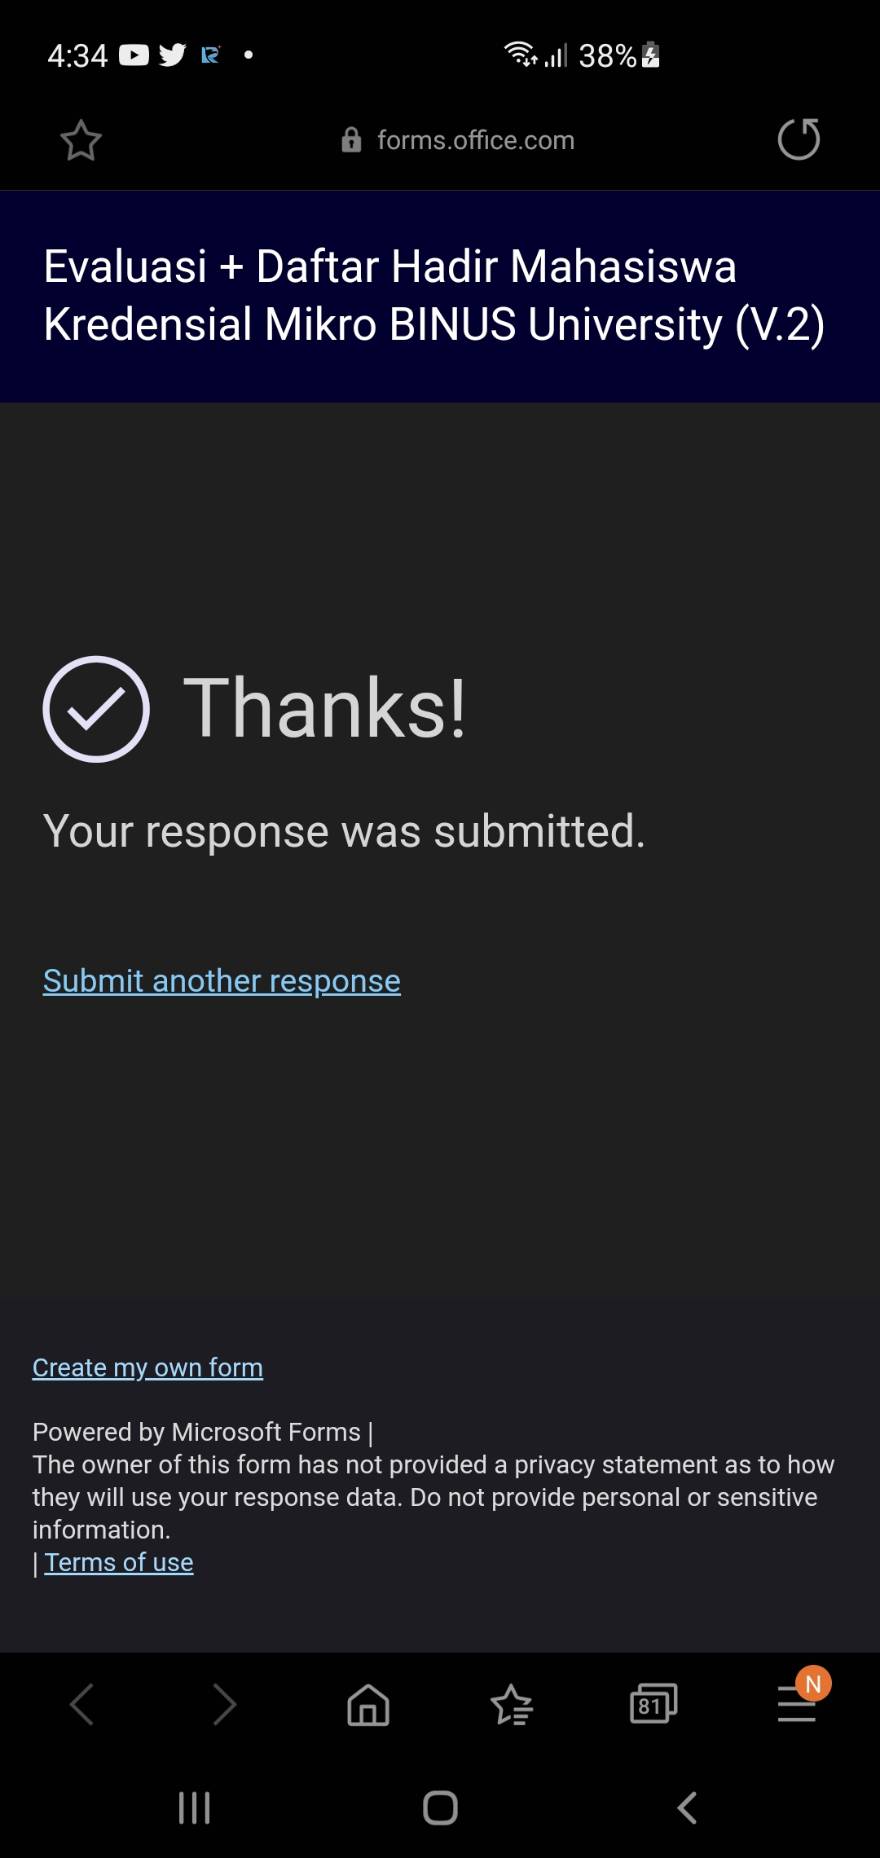 4:34 38%
forms.office.com
Evaluasi + Daftar Hadir Mahasiswa
Kredensial Mikro BINUS University (V.2)
Thanks!
Your response was submitted.
Submit another response
Create my own form
Powered by Microsoft Forms |
The owner of this form has not provided a privacy statement as to how
they will use your response data. Do not provide personal or sensitive
information.
| Terms of use
81
N